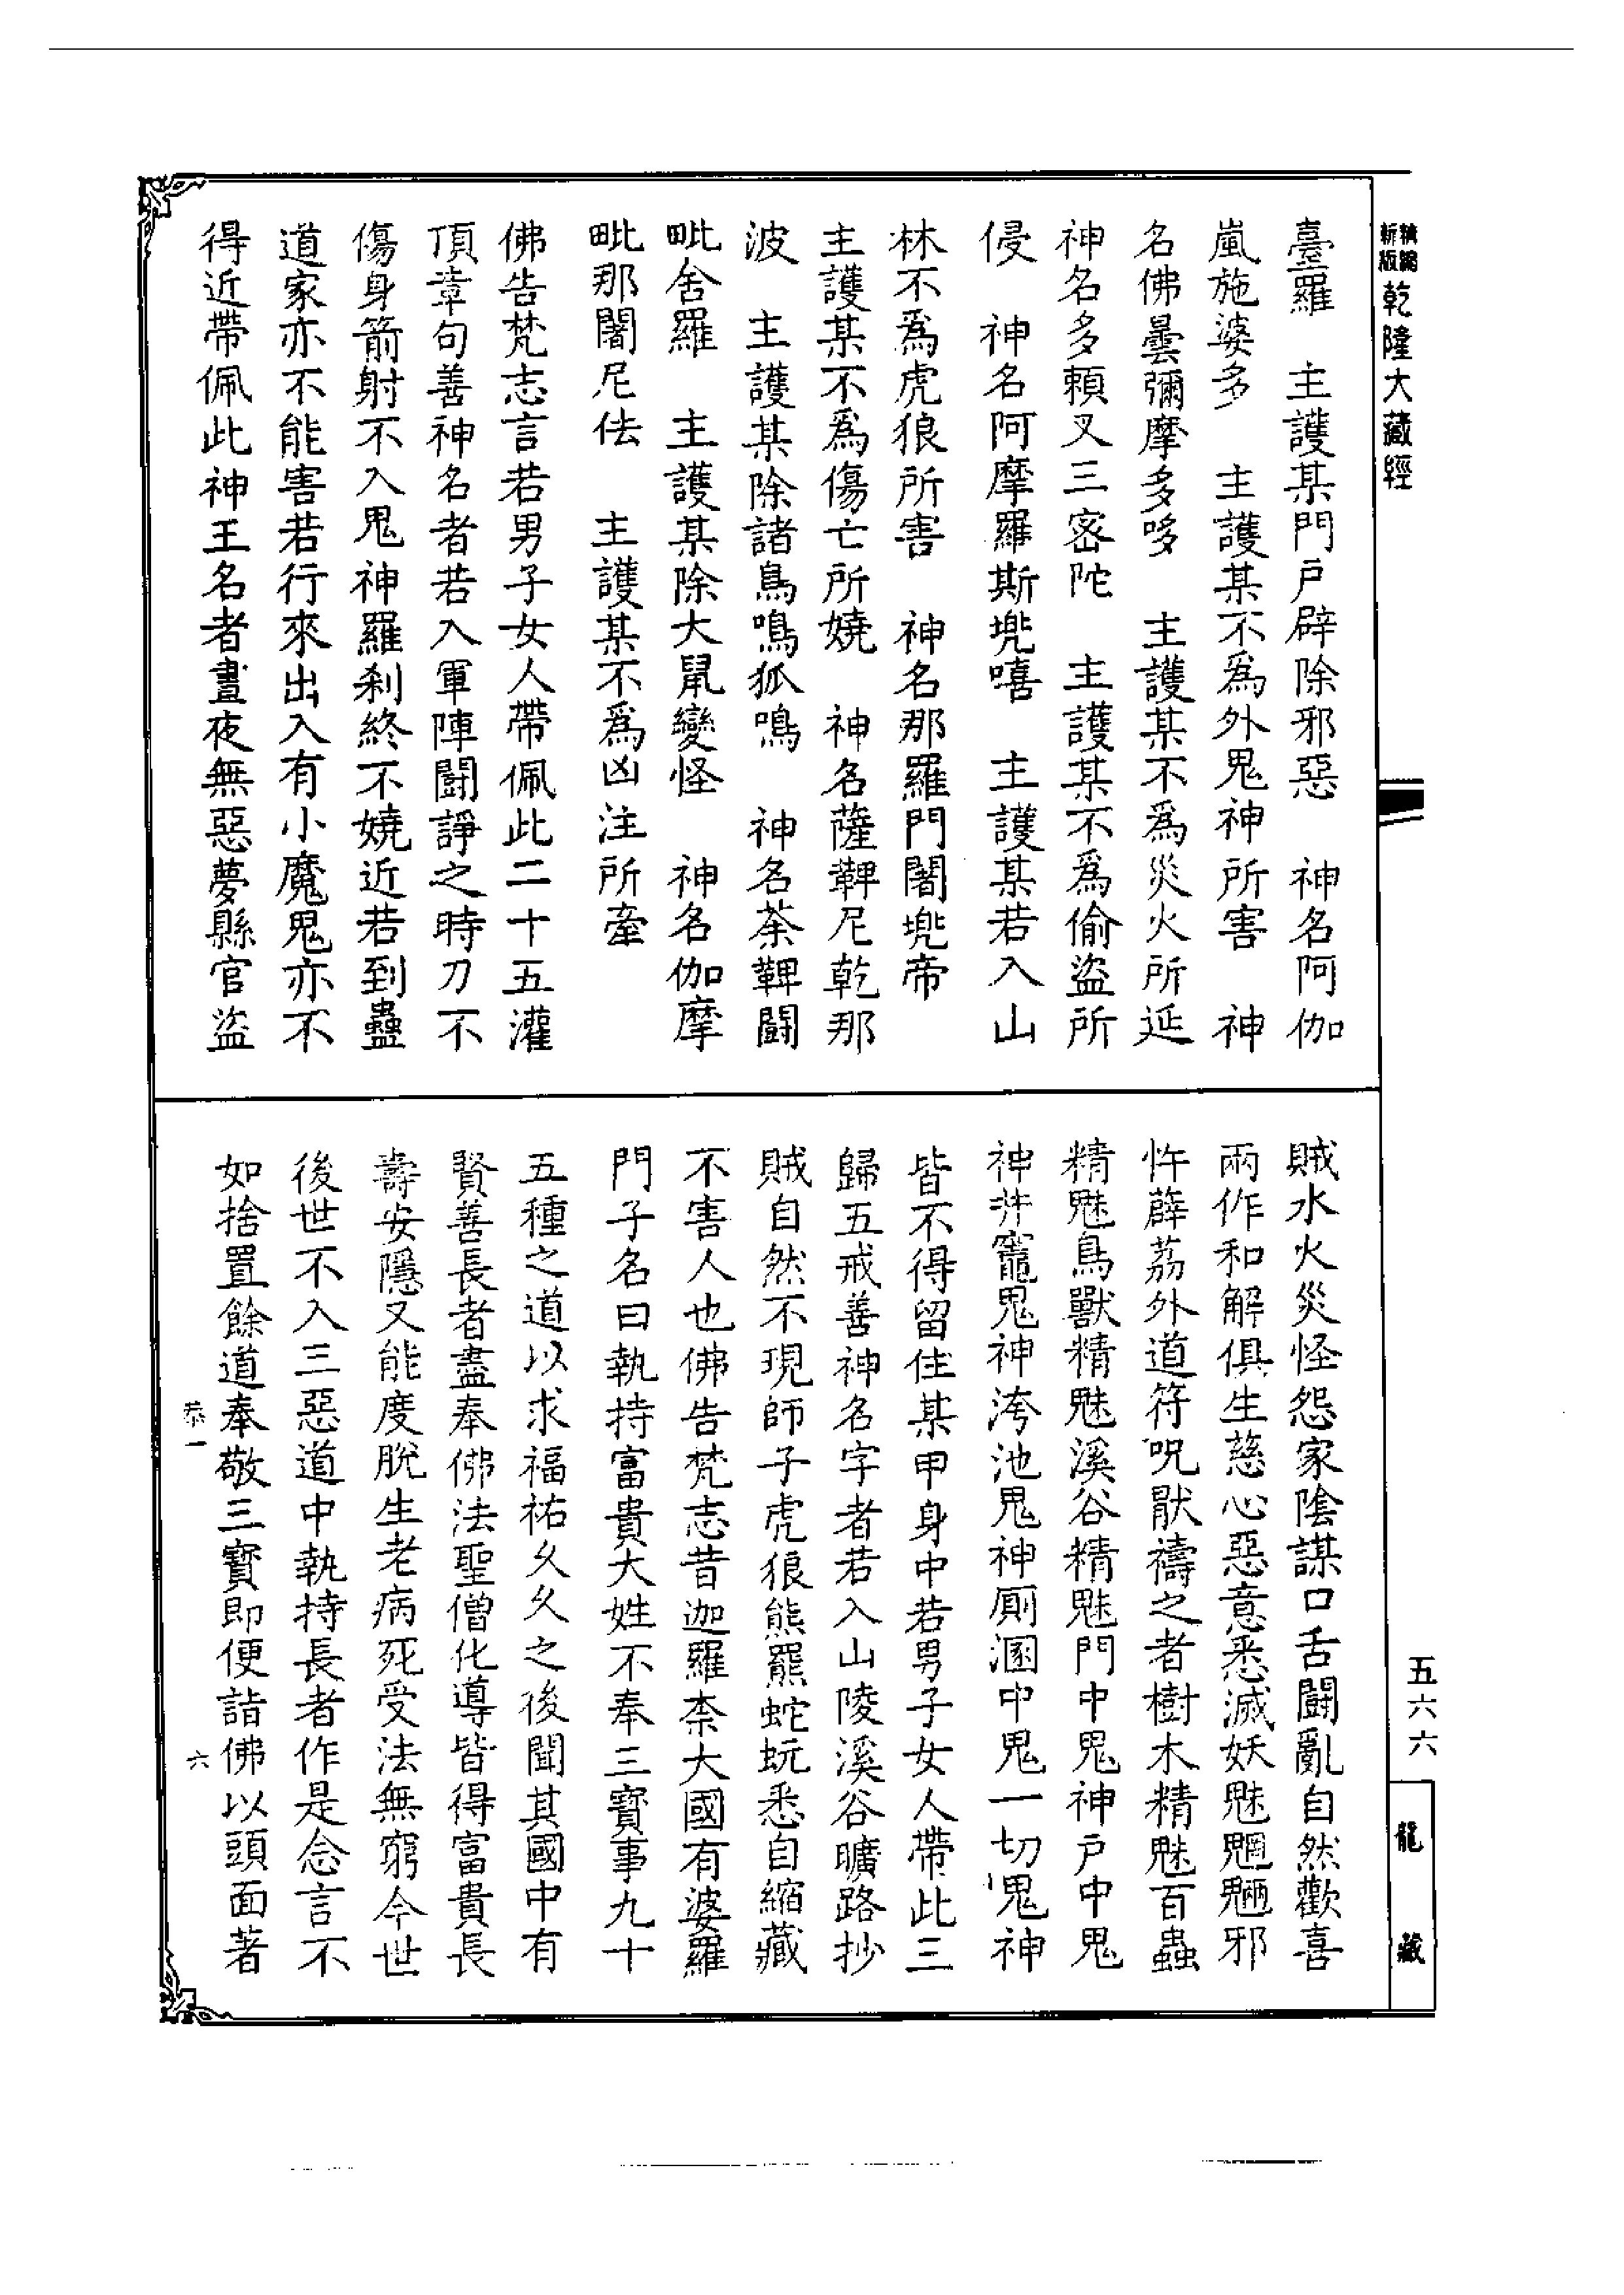 新編縮版乾隆大藏經
臺羅　主護某門戶辟除邪惡　神名阿伽
嵐施婆多　主護某不爲外鬼神所害　神
名佛曇彌摩多哆　主護某不爲災火所延
神名多賴叉三密陀　主護某不爲偷盜所
侵　神名阿摩羅斯兠嘻　主護某若入山
林不爲虎狼所害　神名那羅門闍兠帝
主護某不爲傷亡所嬈　神名薩鞞尼乾那
波　主護某除諸鳥鳴狐鳴　神名荼鞞闘
毗舍羅　主護某除大鼠變怪　神名伽摩
毗那闍尼佉　主護某不爲凶注所牽
佛告梵志言若男子女人帶佩此二十五灌
頂章句善神名者若入軍陣鬭諍之時刀不
傷身箭射不入鬼神羅刹終不嬈近若到蠱
道家亦不能害若行來出入有小魔鬼亦不
得近帶佩此神王名者晝夜無惡夢縣官盜
賊水火災怪怨家陰謀口舌鬭亂自然歡喜
兩作和解俱生慈心惡意悉滅妖魅魍魎邪
忤薜荔外道符呪厭禱之者樹木精魅百蟲
精魅鳥獸精魅溪谷精魅門中鬼神戶中鬼
神井竈鬼神洿池鬼神廁溷中鬼一切鬼神
皆不得留住某甲身中若男子女人帶此三
歸五戒善神名字者若入山陵溪谷曠路抄
賊自然不現師子虎狼熊羆蛇蚖悉自縮藏
不害人也佛告梵志昔迦羅柰大國有婆羅
門子名曰執持富貴大姓不奉三寶事九十
五種之道以求福祐久久之後聞其國中有
賢善長者盡奉佛法聖僧化導皆得富貴長
壽安隱又能度脫生老病死受法無窮今世
後世不入三惡道中執持長者作是念言不
如捨置餘道奉敬三寶即便詣佛以頭面著
恭一　六
五六六
龍藏